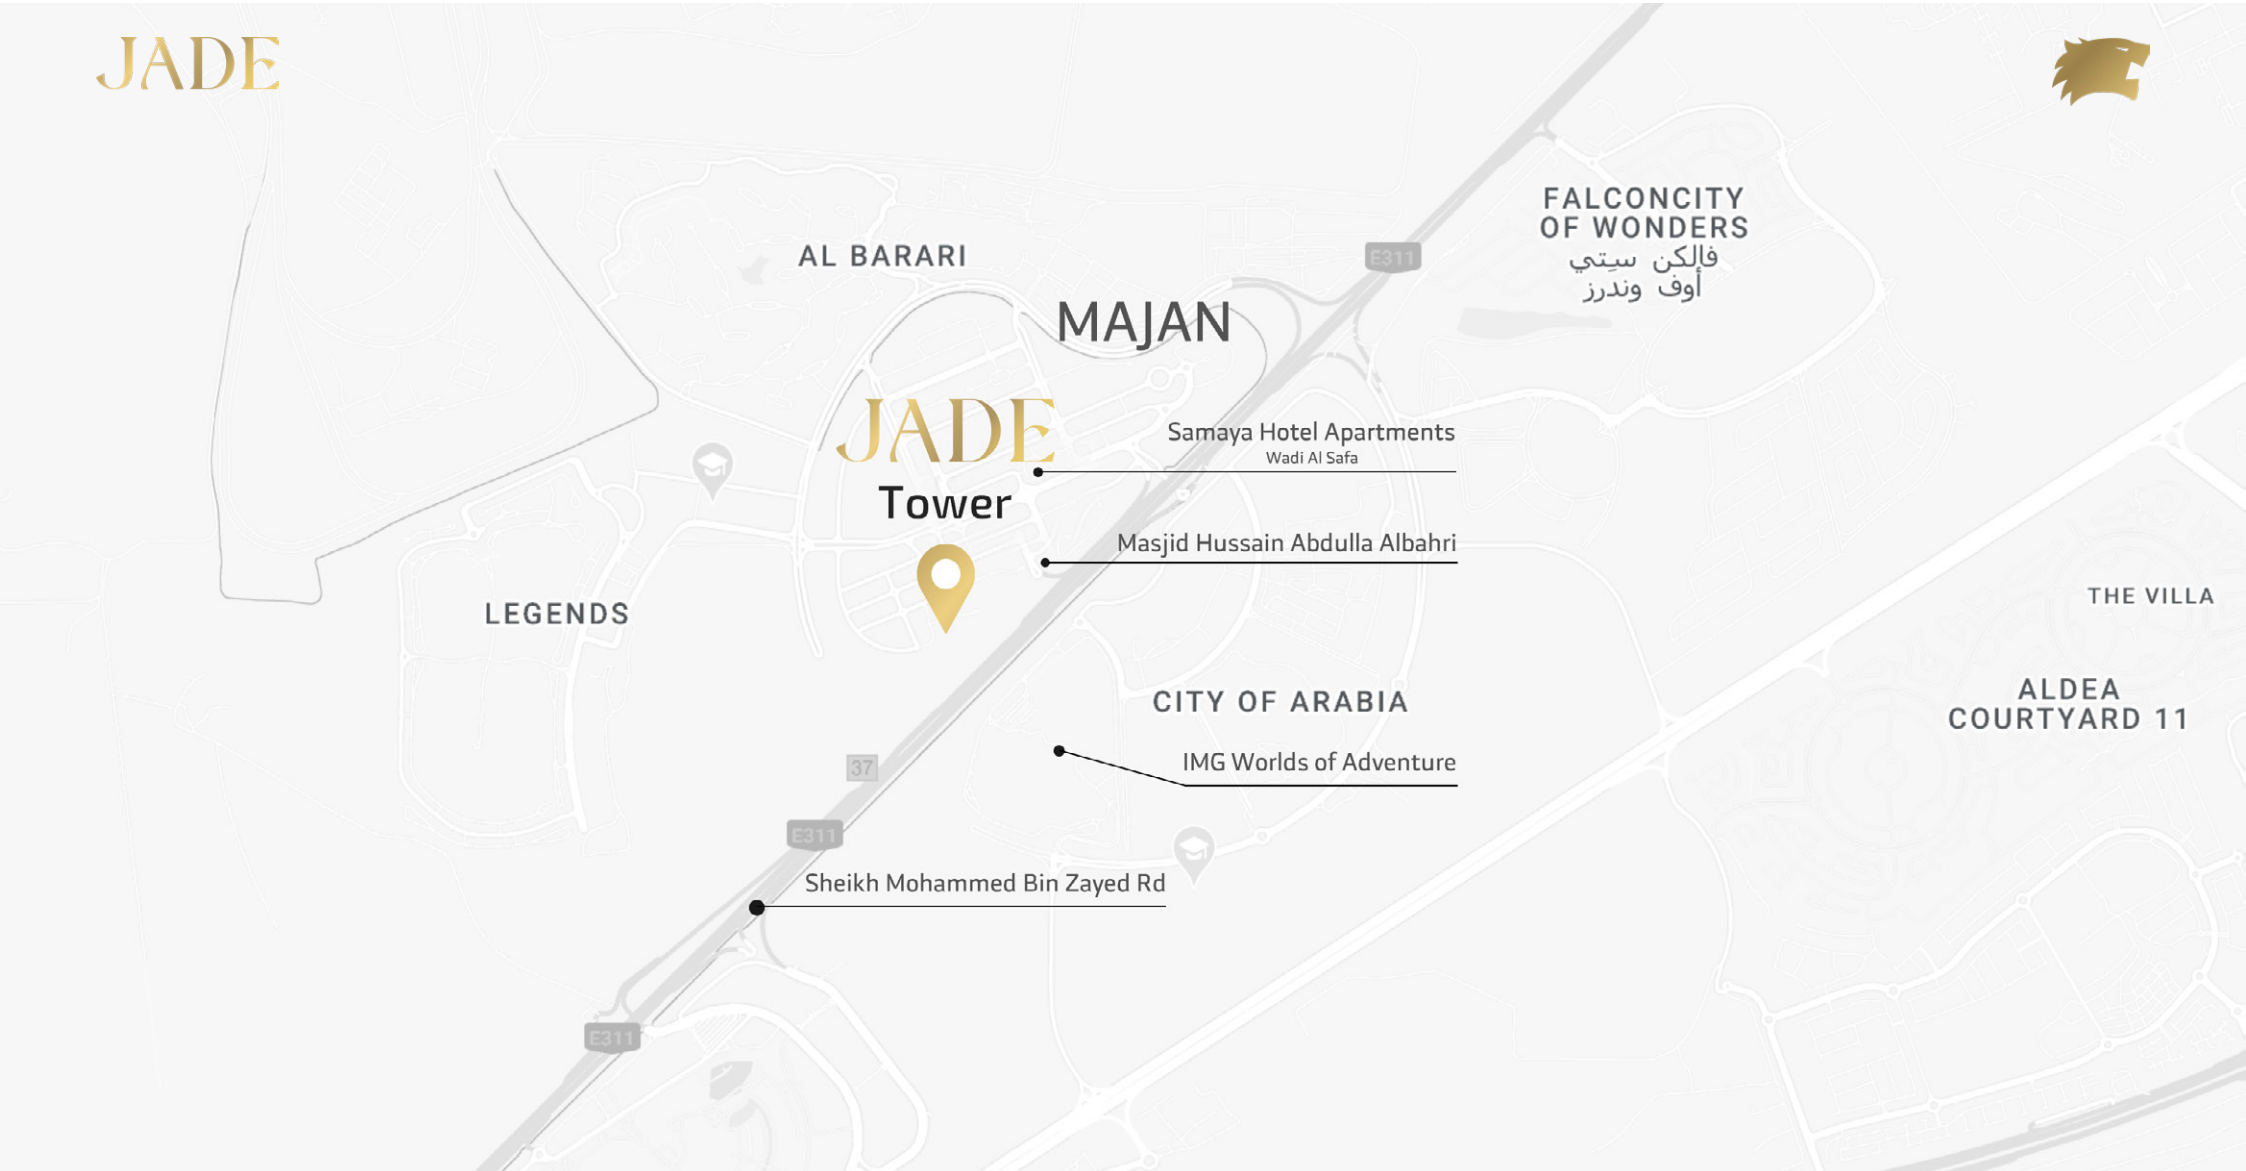 JADE
FALCONCITY
OF WONDERS
فالكن سيتي
أوف وندرز
AL BARARI
E311
MAJAN
JADE
Tower
Samaya Hotel Apartments
Wadi Al Safa
Masjid Hussain Abdulla Albahri
THE VILLA
LEGENDS
CITY OF ARABIA
ALDEA
COURTYARD 11
IMG Worlds of Adventure
37
E311
Sheikh Mohammed Bin Zayed Rd
E311